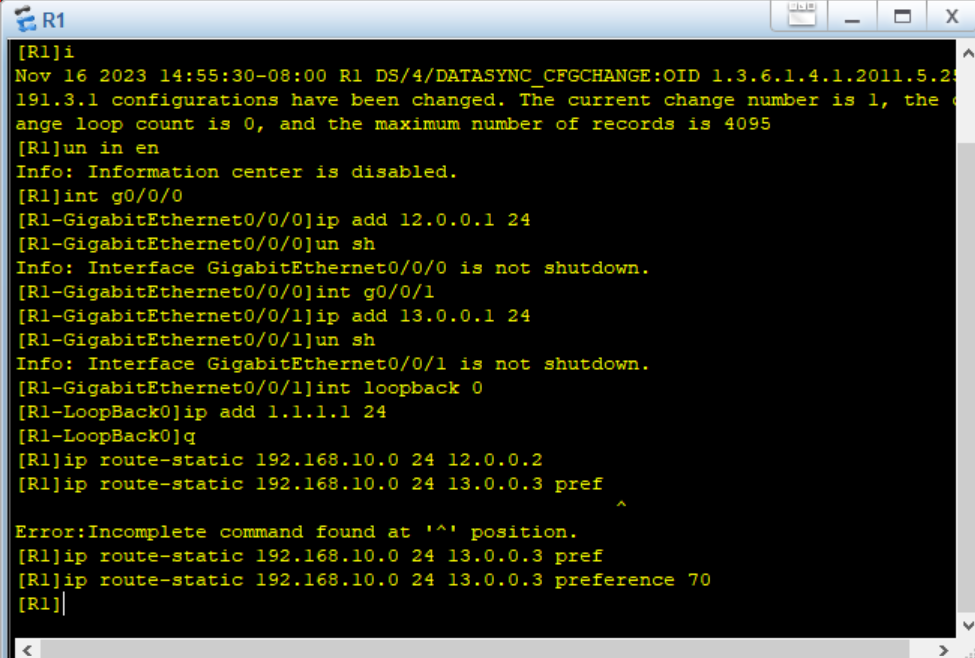 R1
[R1]i
Nov 16 2023 14:55:30-08:00 R1 DS/4/DATASYNC_CFGCHANGE:OID 1.3.6.1.4.1.2011.5.25
191.3.1 configurations have been changed. The current change number is 1, the
ange loop count is 0, and the maximum number of records is 4095
[R1]un in en
Info: Information center is disabled.
[R1]int g0/0/0
[R1-GigabitEthernet0/0/0]ip add 12.0.0.1 24
[R1-GigabitEthernet0/0/0]un sh
Info: Interface GigabitEthernet0/0/0 is not shutdown.
[R1-GigabitEthernet0/0/0]int g0/0/1
[R1-GigabitEthernet0/0/1]ip add 13.0.0.1 24
[R1-GigabitEthernet0/0/1]un sh
Info: Interface GigabitEthernet0/0/1 is not shutdown.
[R1-GigabitEthernet0/0/1]int loopback 0
[R1-LoopBack0]ip add 1.1.1.1 24
[R1-LoopBack0]q
[R1]ip route-static 192.168.10.0 24 12.0.0.2
[R1]ip route-static 192.168.10.0 24 13.0.0.3 pref
^
Error:Incomplete command found at '^' position.
[R1]ip route-static 192.168.10.0 24 13.0.0.3 pref
[R1]ip route-static 192.168.10.0 24 13.0.0.3 preference 70
[R1]